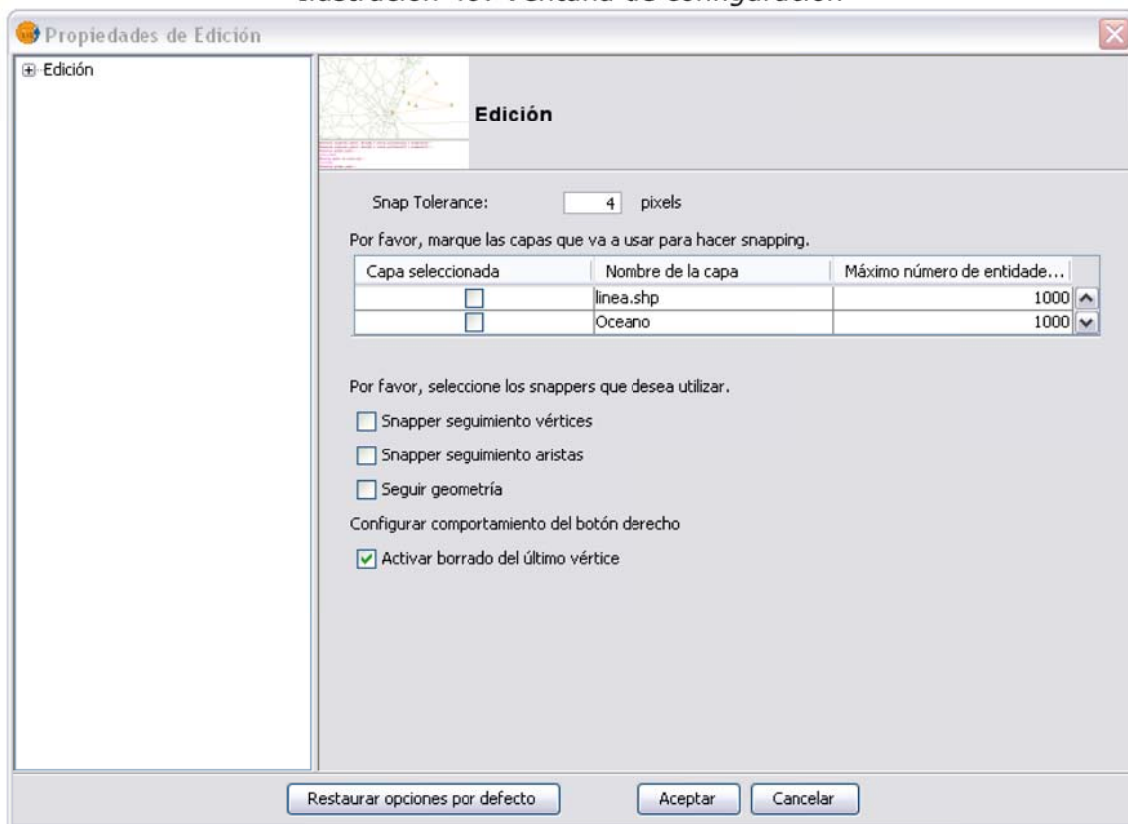 Propiedades de Edición
Edición
Edición
Snap Tolerance: 4 pixels
Por favor, marque las capas que va a usar para hacer snapping.
Capa seleccionada Nombre de la capa Máximo número de entidade...
linea.shp 1000
Oceano 1000
Por favor, seleccione los snappers que desea utilizar.
Snapper seguimiento vértices
Snapper seguimiento aristas
Seguir geometría
Configurar comportamiento del botón derecho
Activar borrado del último vértice
Restaurar opciones por defecto Aceptar Cancelar